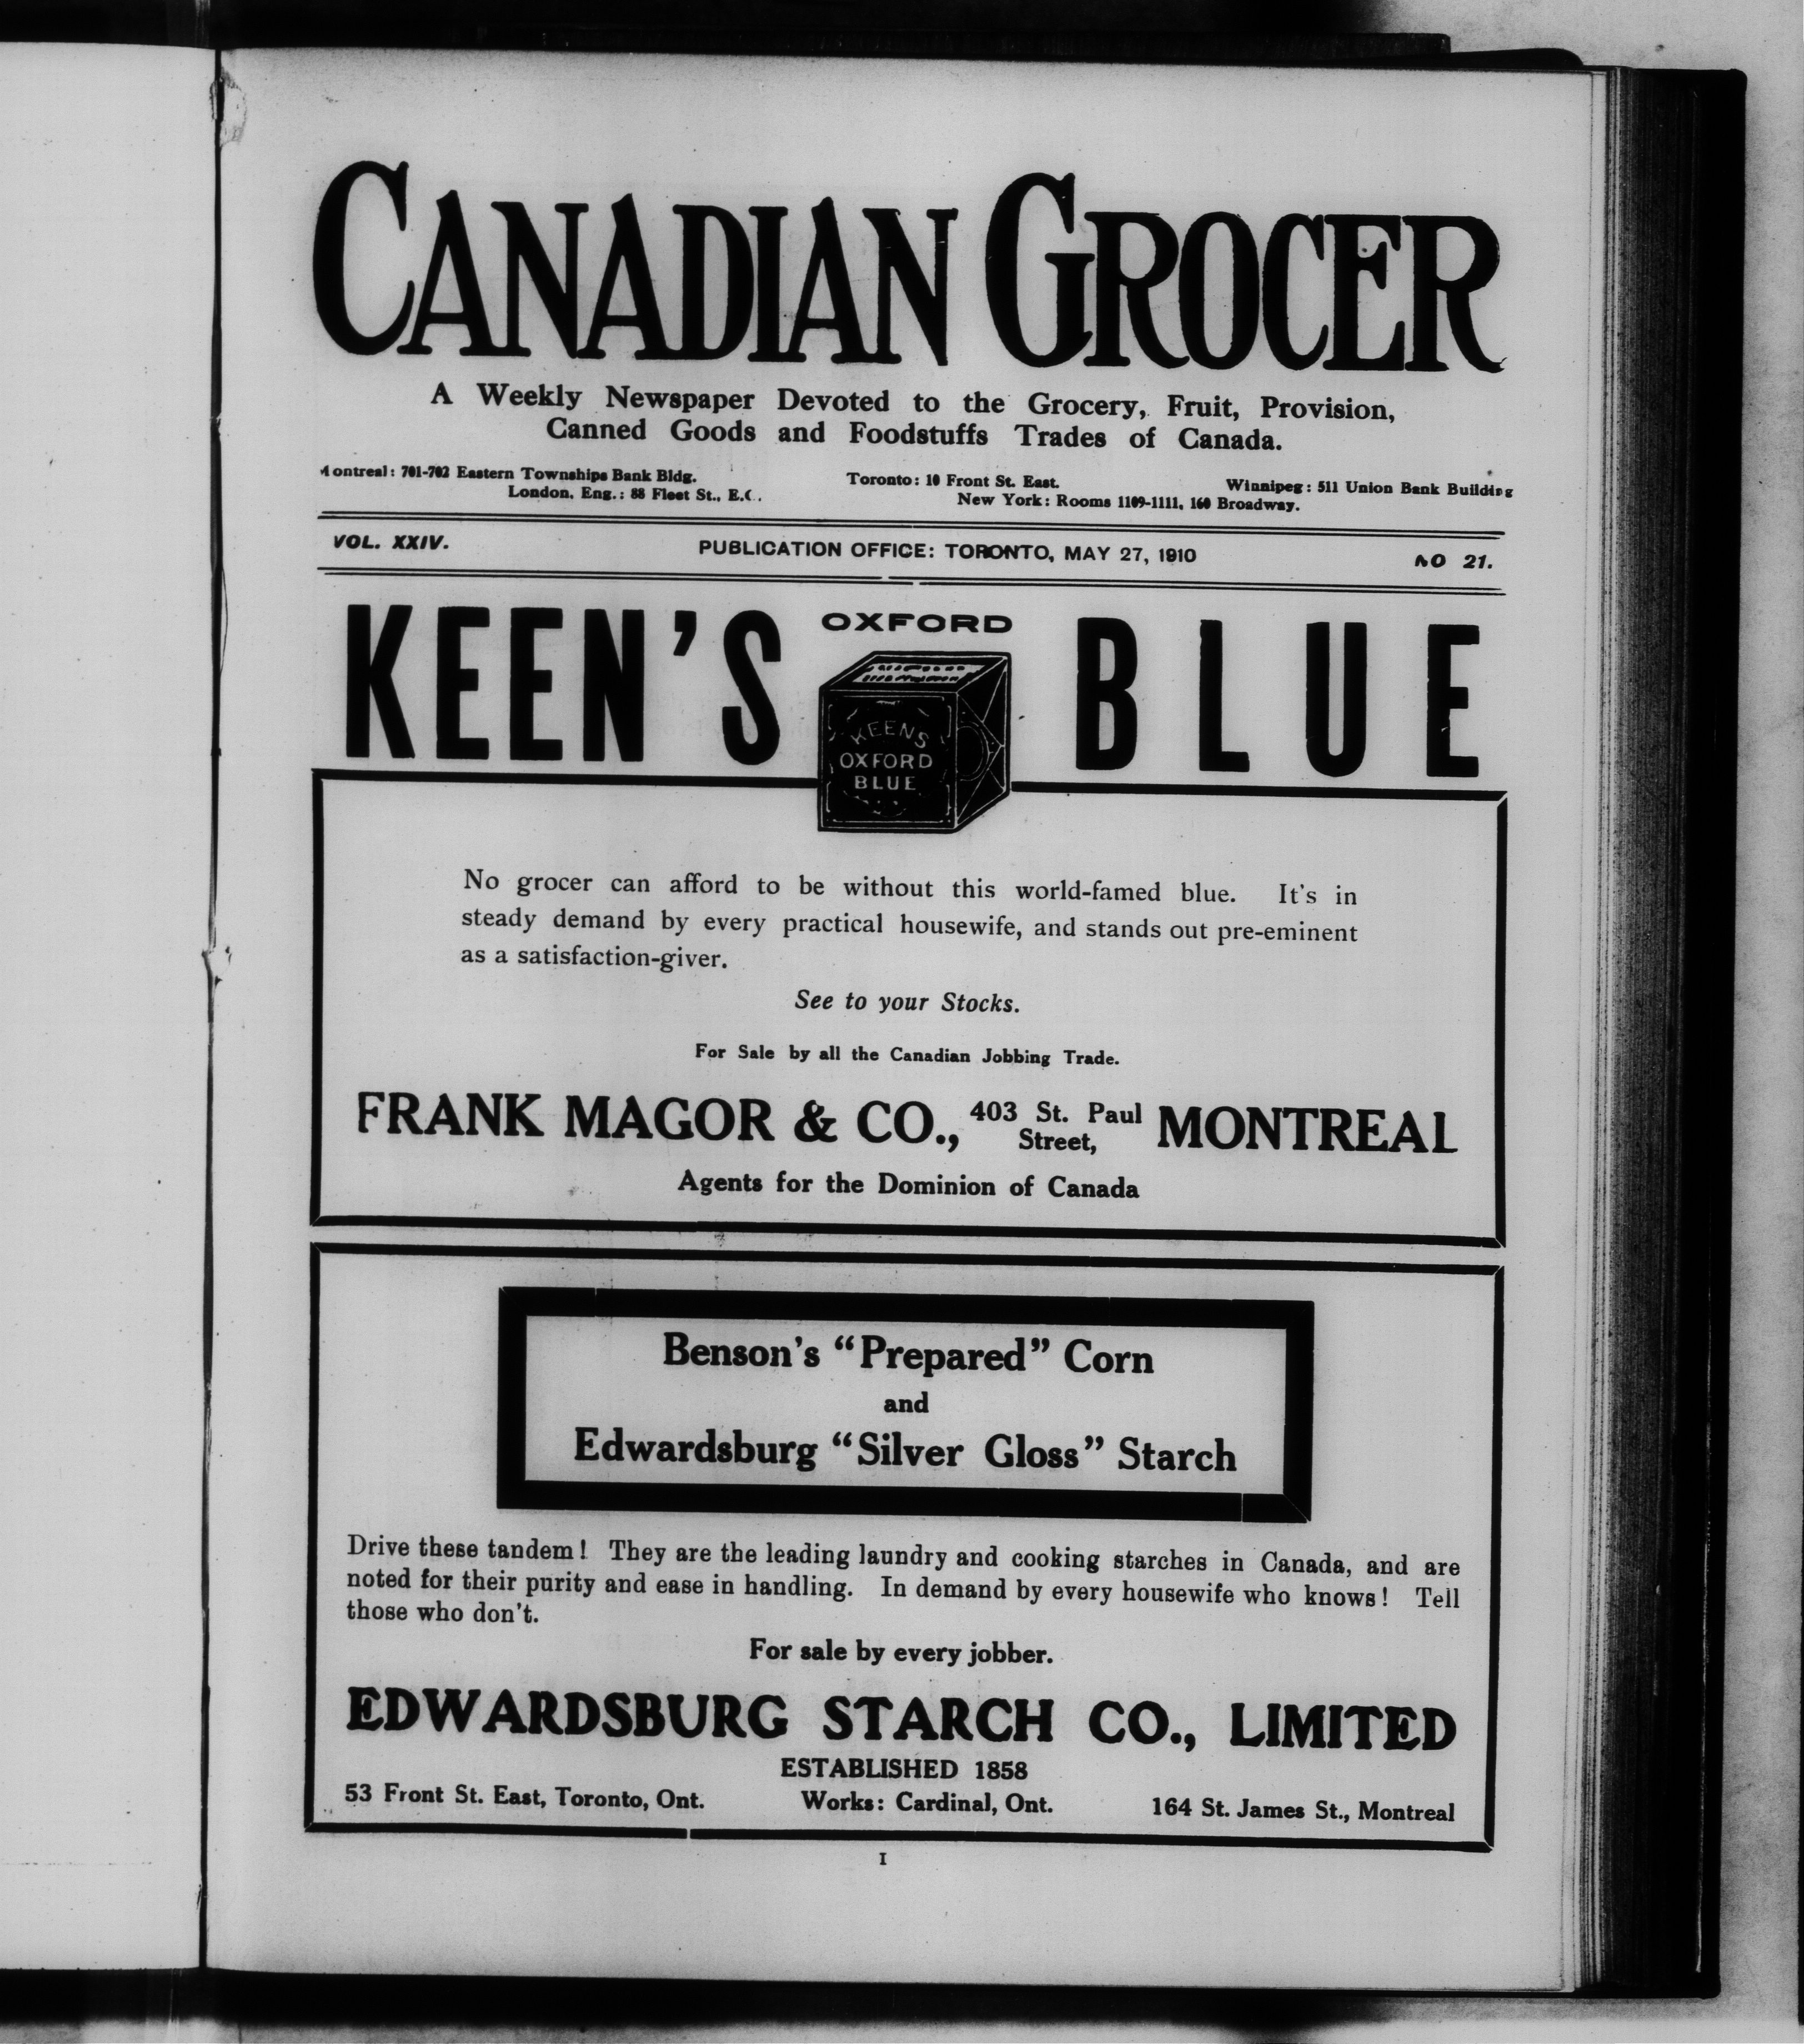 CANADIAN GROCER
A Weekly Newspaper Devoted to the Grocery, Fruit, Provision,
Canned Goods and Foodstuffs Trades of Canada.
Montreal: 701-702 Eastern Townships Bank Bldg. Toronto: 10 Front St. East. Winnipeg: 511 Union Bank Building
London, Eng.: 88 Fleet St., E.C. New York: Rooms 1109-1111, 160 Broadway.
VOL. XXIV. PUBLICATION OFFICE: TORONTO, MAY 27, 1910 NO 21.
KEEN'S OXFORD BLUE
KEENS
OXFORD
BLUE
No grocer can afford to be without this world-famed blue. It's in
steady demand by every practical housewife, and stands out pre-eminent
as a satisfaction-giver.
See to your Stocks.
For Sale by all the Canadian Jobbing Trade.
FRANK MAGOR & CO., 403 St. Paul Street, MONTREAL
Agents for the Dominion of Canada
Benson's "Prepared" Corn
and
Edwardsburg "Silver Gloss" Starch
Drive these tandem! They are the leading laundry and cooking starches in Canada, and are
noted for their purity and ease in handling. In demand by every housewife who knows! Tell
those who don't.
For sale by every jobber.
EDWARDSBURG STARCH CO., LIMITED
ESTABLISHED 1858
53 Front St. East, Toronto, Ont. Works: Cardinal, Ont. 164 St. James St., Montreal
I